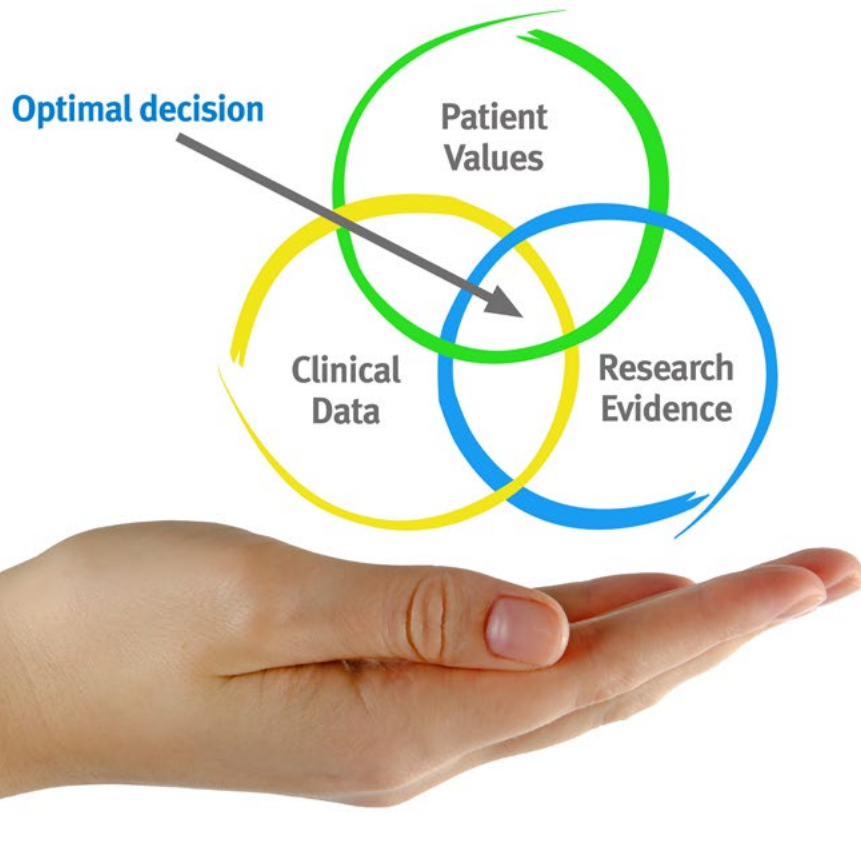 Optimal decision
Patient
Values
Clinical
Data
Research
Evidence